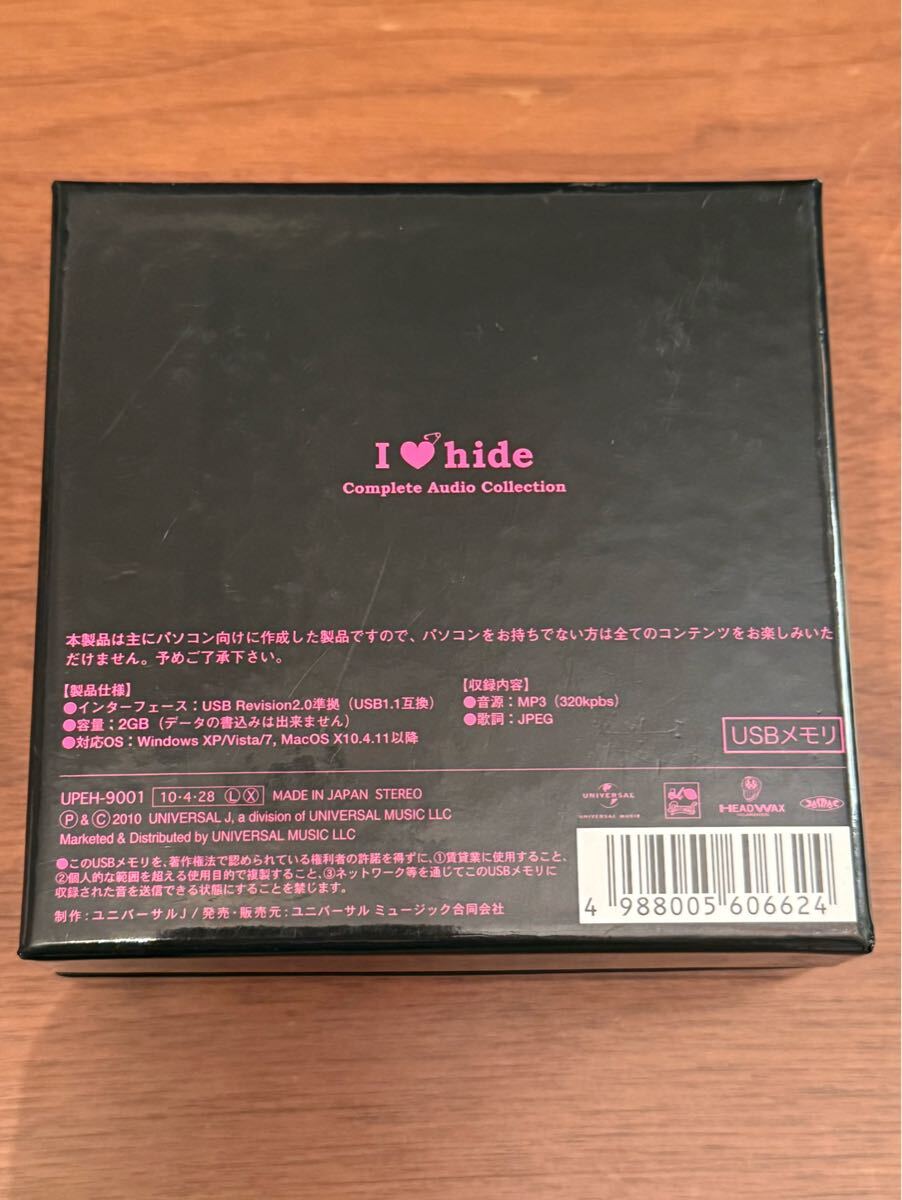 I ♥ hide
Complete Audio Collection
本製品は主にパソコン向けに作成した製品ですので、パソコンをお持ちでない方は全てのコンテンツをお楽しみいた
だけません。予めご了承下さい。
【製品仕様】
●インターフェース：USB Revision2.0準拠（USB1.1互換）
●容量：2GB（データの書込みは出来ません）
●対応OS：Windows XP/Vista/7, MacOS X10.4.11以降
【収録内容】
●音源：MP3（320kpbs）
●歌詞：JPEG
USBメモリ
UPEH-9001 10・4・28 Ⓛ Ⓧ MADE IN JAPAN STEREO
Ⓟ & Ⓒ 2010 UNIVERSAL J, a division of UNIVERSAL MUSIC LLC
Marketed & Distributed by UNIVERSAL MUSIC LLC
UNIVERSAL
UNIVERSAL MUSIC
HEADWAX
●このUSBメモリを、著作権法で認められている権利者の許諾を得ずに、①賃貸業に使用すること、
②個人的な範囲を超える使用目的で複製すること、③ネットワーク等を通じてこのUSBメモリに
収録された音を送信できる状態にすることを禁じます。
制作：ユニバーサルJ / 発売・販売元：ユニバーサル ミュージック合同会社
4 988005 606624